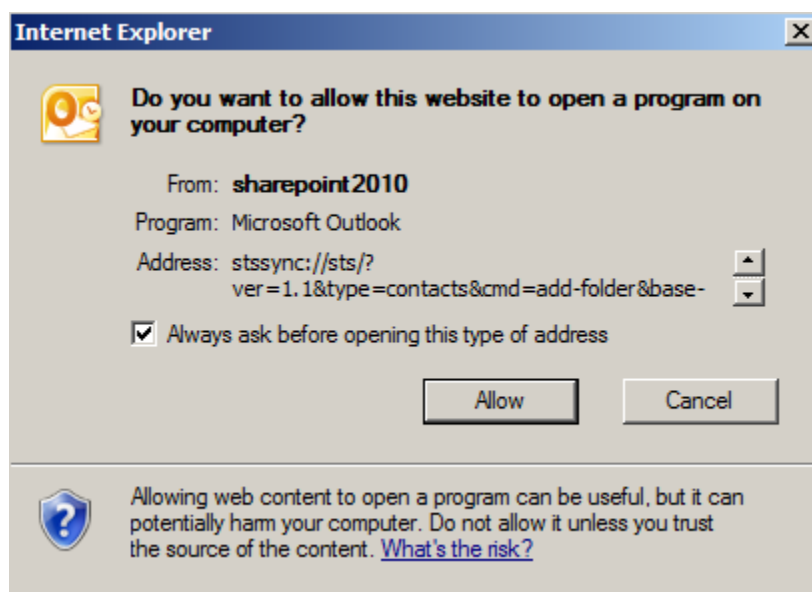 Internet Explorer
Do you want to allow this website to open a program on
your computer?
From: sharepoint2010
Program: Microsoft Outlook
Address: stssync://sts/?
ver=1.1&type=contacts&cmd=add-folder&base-
Always ask before opening this type of address
Allow Cancel
Allowing web content to open a program can be useful, but it can
potentially harm your computer. Do not allow it unless you trust
the source of the content. What's the risk?